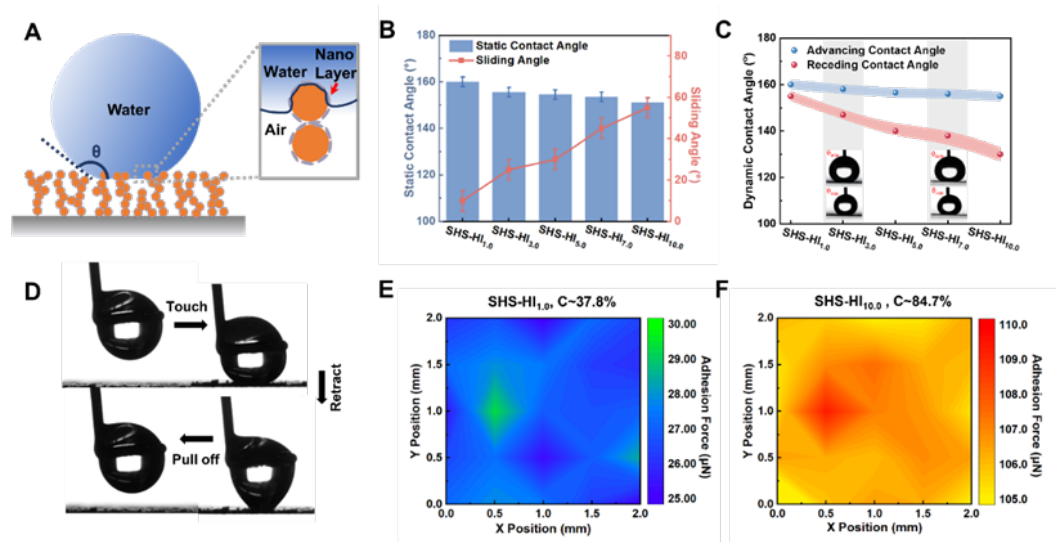 A
Water
θ
Water
Nano
Layer
Air
B
Static Contact Angle
Sliding Angle
Static Contact Angle (°)
180
160
140
120
100
Sliding Angle (°)
80
60
40
20
0
SHS-HI1.0
SHS-HI3.0
SHS-HI5.0
SHS-HI7.0
SHS-HI10.0
C
Advancing Contact Angle
Receding Contact Angle
Dynamic Contact Angle (°)
180
160
140
120
100
SHS-HI1.0
SHS-HI3.0
SHS-HI5.0
SHS-HI7.0
SHS-HI10.0
D
Touch
Retract
Pull off
E
SHS-HI1.0, C~37.8%
Y Position (mm)
2.0
1.5
1.0
0.5
0.0
0.0 0.5 1.0 1.5 2.0
X Position (mm)
30.00
29.00
28.00
27.00
26.00
25.00
Adhesion Force (μN)
F
SHS-HI10.0 , C~84.7%
Y Position (mm)
2.0
1.5
1.0
0.5
0.0
0.0 0.5 1.0 1.5 2.0
X Position (mm)
110.0
109.0
108.0
107.0
106.0
105.0
Adhesion Force (μN)